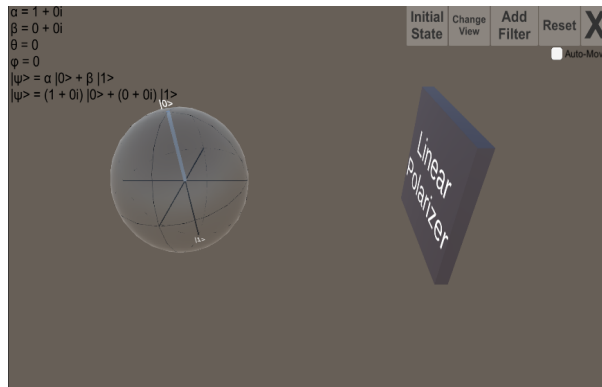 α = 1 + 0i
β = 0 + 0i
θ = 0
φ = 0
|ψ> = α |0> + β |1>
|ψ> = (1 + 0i) |0> + (0 + 0i) |1>
Initial State
Change View
Add Filter
Reset
X
Auto-Mov
|0>
|1>
Linear
Polarizer